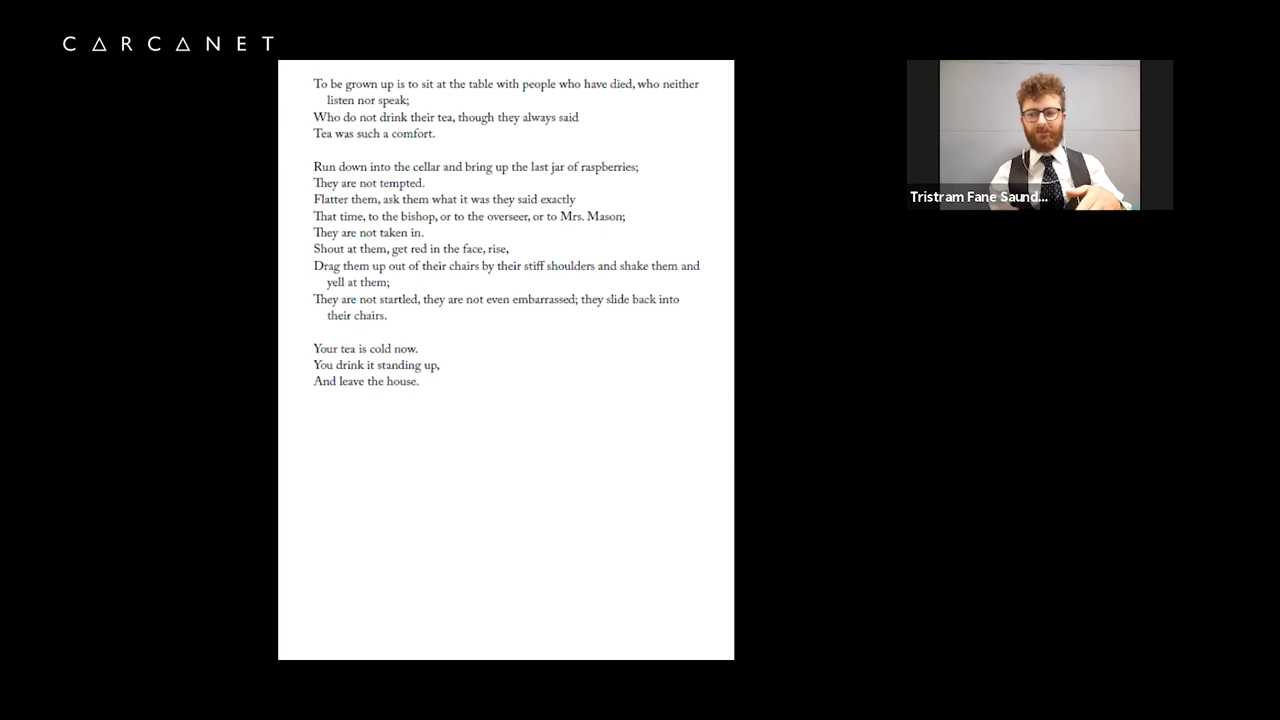 CARCANET
To be grown up is to sit at the table with people who have died, who neither
listen nor speak;
Who do not drink their tea, though they always said
Tea was such a comfort.
Run down into the cellar and bring up the last jar of raspberries;
They are not tempted.
Flatter them, ask them what it was they said exactly
That time, to the bishop, or to the overseer, or to Mrs. Mason;
They are not taken in.
Shout at them, get red in the face, rise,
Drag them up out of their chairs by their stiff shoulders and shake them and
yell at them;
They are not startled, they are not even embarrassed; they slide back into
their chairs.
Your tea is cold now.
You drink it standing up,
And leave the house.
Tristram Fane Saund...